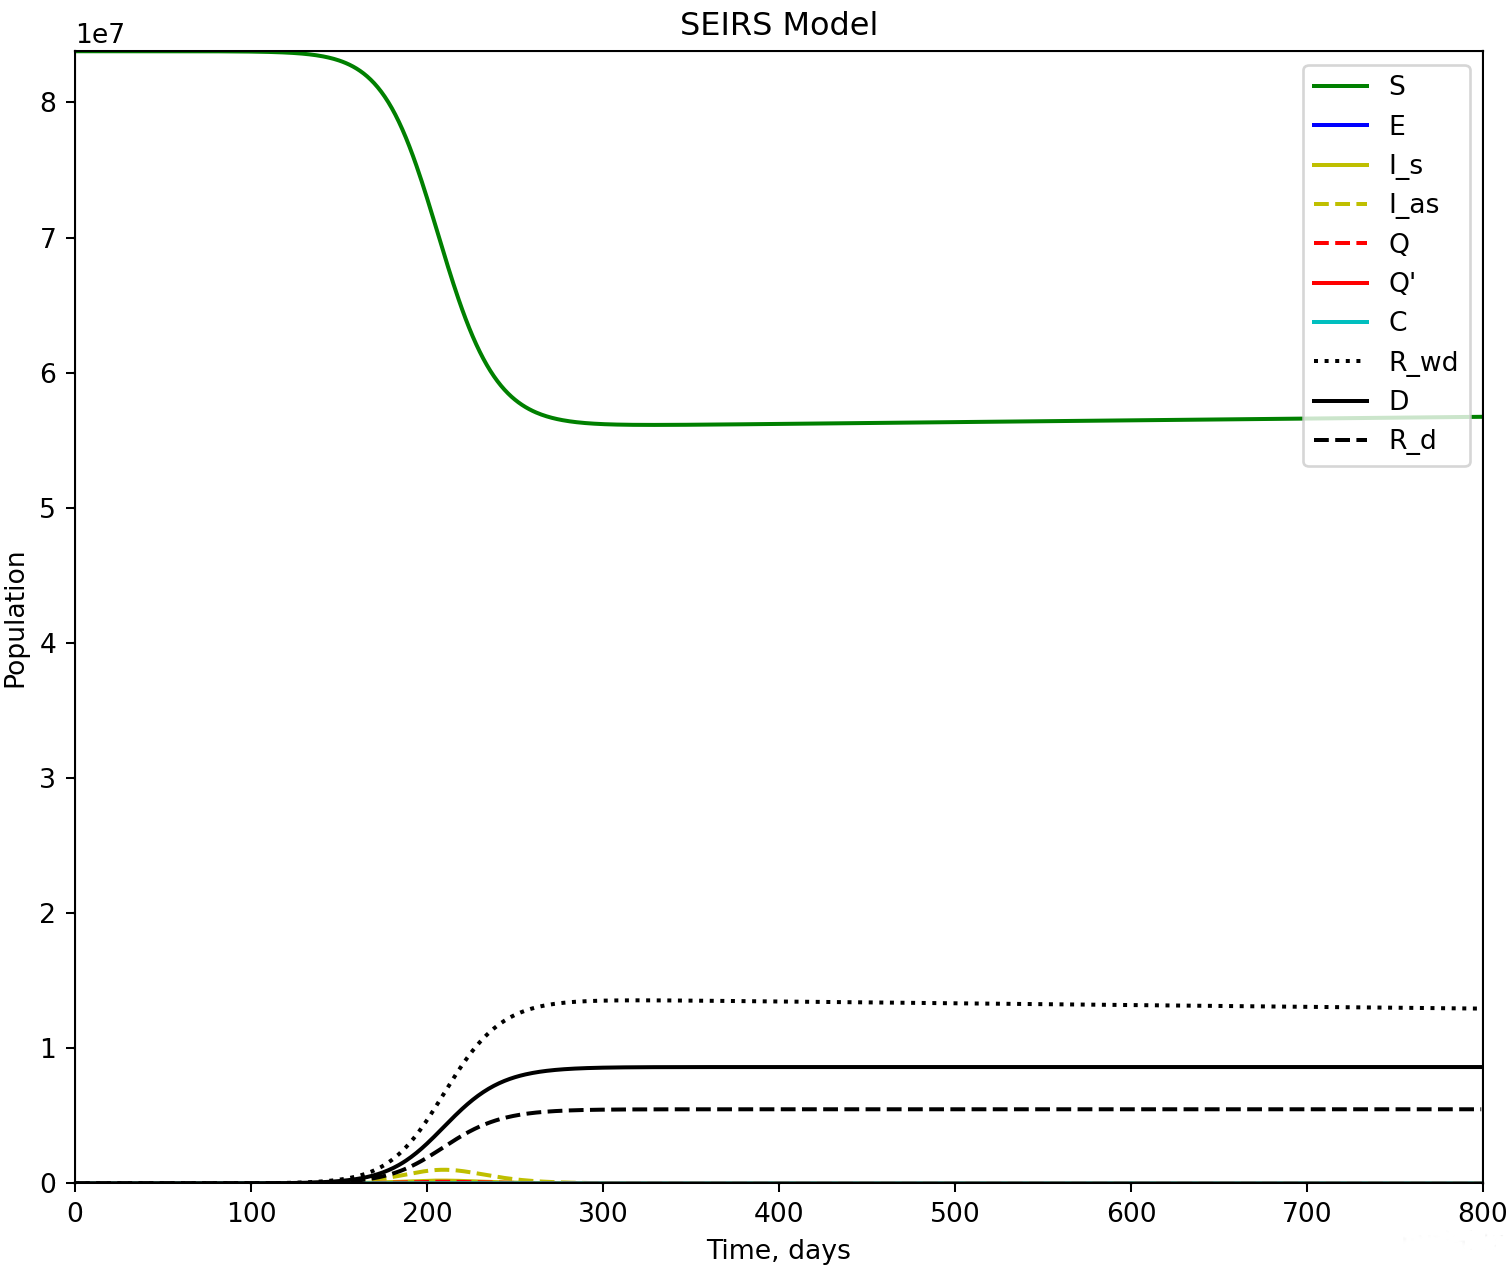 SEIRS Model
1e7
8
7
6
5
4
3
2
1
0
Population
0 100 200 300 400 500 600 700 800
Time, days
S
E
I_s
I_as
Q
Q'
C
R_wd
D
R_d